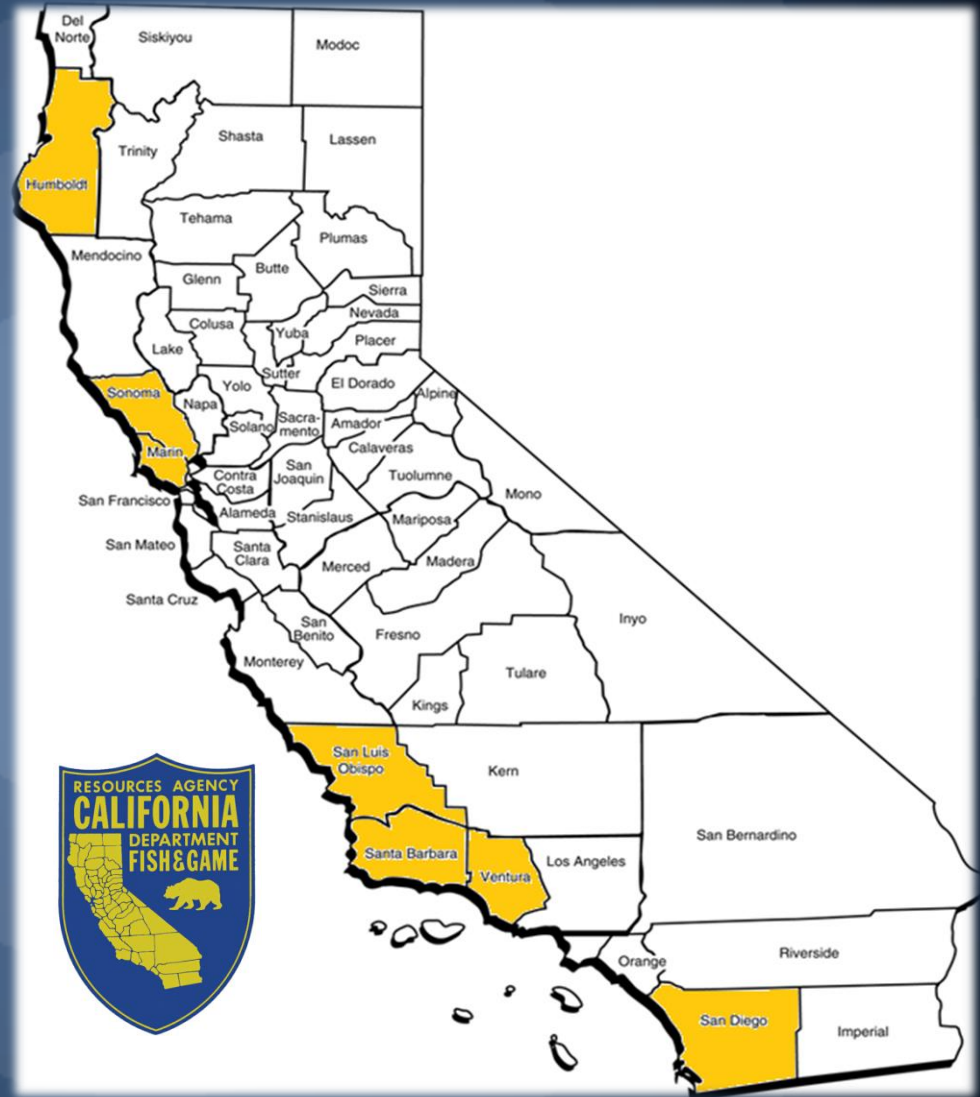 Del
Norte
Siskiyou
Modoc
Humboldt
Trinity
Shasta
Lassen
Tehama
Plumas
Mendocino
Glenn
Butte
Sierra
Nevada
Colusa
Yuba
Placer
Lake
Sutter
El Dorado
Alpine
Sonoma
Napa
Yolo
Solano
Sacra-
mento
Amador
Calaveras
Marin
Contra
Costa
San
Joaquin
Tuolumne
Mono
San Francisco
Alameda
Stanislaus
Mariposa
San Mateo
Santa
Clara
Merced
Madera
Santa Cruz
San
Benito
Fresno
Inyo
Monterey
Kings
Tulare
San Luis
Obispo
Kern
San Bernardino
Santa Barbara
Ventura
Los Angeles
Orange
Riverside
San Diego
Imperial
RESOURCES AGENCY
CALIFORNIA
DEPARTMENT
FISH&GAME